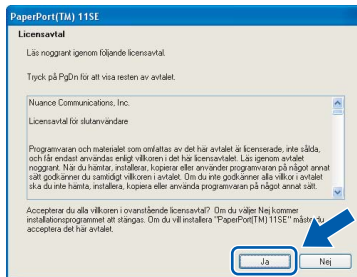 PaperPort(TM) 11SE
Licensavtal
Läs noggrant igenom följande licensavtal.
Tryck på PgDn för att visa resten av avtalet.
Nuance Communications, Inc.
Licensavtal för slutanvändare
Programvaran och materialet som omfattas av det här avtalet är licenserade, inte sålda,
och får endast användas enligt villkoren i det här licensavtalet. Läs igenom avtalet
noggrant. När du hämtar, installerar, kopierar eller använder programvaran på något annat
sätt godkänner du samtidigt villkoren i avtalet. Om du inte godkänner alla villkor i avtalet
ska du inte hämta, installera, kopiera eller använda programvaran på något annat sätt.
Accepterar du alla villkoren i ovanstående licensavtal? Om du väljer Nej kommer
installationsprogrammet att stängas. Om du vill installera "PaperPort(TM) 11SE" måste du
acceptera det här avtalet.
Ja
Nej